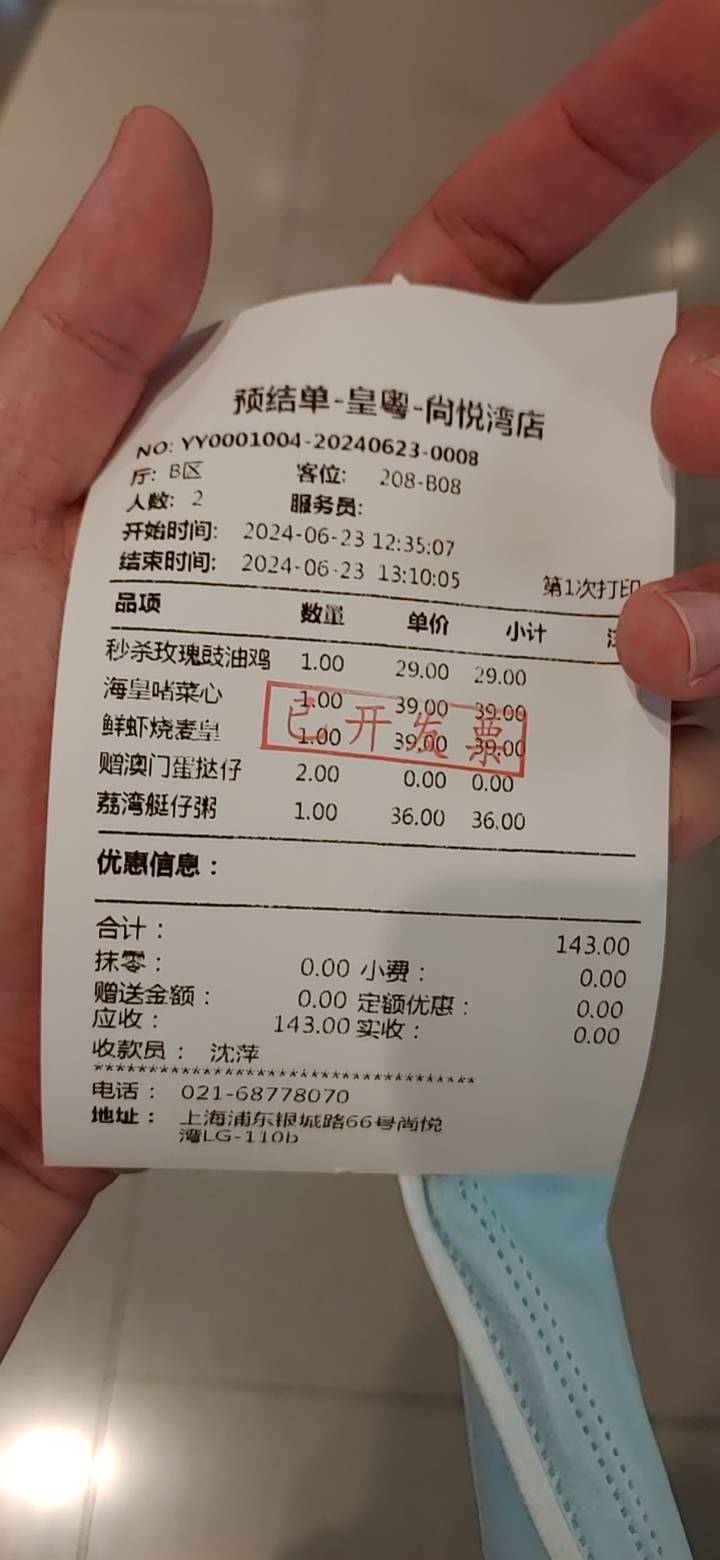 预结单-皇粤-尚悦湾店
NO: YY0001004-20240623-0008
厅: B区 客位: 208-B08
人数: 2 服务员:
开始时间: 2024-06-23 12:35:07
结束时间: 2024-06-23 13:10:05 第1次打印
品项 数量 单价 小计
秒杀玫瑰豉油鸡 1.00 29.00 29.00
海皇啫菜心 1.00 39.00 39.00
鲜虾烧麦皇 1.00 39.00 39.00
已开发票
赠澳门蛋挞仔 2.00 0.00 0.00
荔湾艇仔粥 1.00 36.00 36.00
优惠信息：
合计： 143.00
抹零： 0.00 小费： 0.00
赠送金额： 0.00 定额优惠： 0.00
应收： 143.00 实收： 0.00
收款员： 沈萍
************************************
电话： 021-68778070
地址： 上海浦东银城路66号尚悦
湾LG-110b